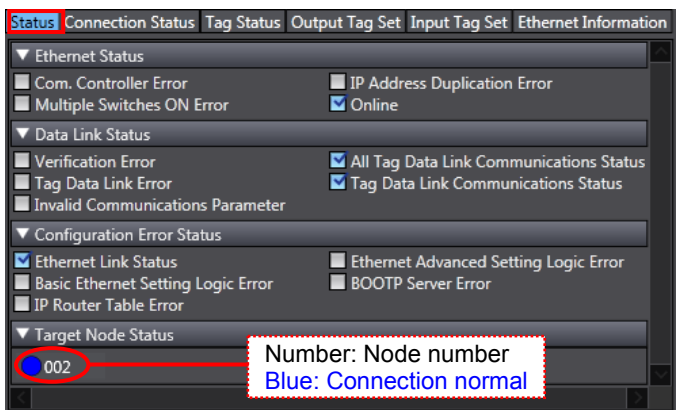 Status Connection Status Tag Status Output Tag Set Input Tag Set Ethernet Information
Ethernet Status
Com. Controller Error IP Address Duplication Error
Multiple Switches ON Error Online
Data Link Status
Verification Error All Tag Data Link Communications Status
Tag Data Link Error Tag Data Link Communications Status
Invalid Communications Parameter
Configuration Error Status
Ethernet Link Status Ethernet Advanced Setting Logic Error
Basic Ethernet Setting Logic Error BOOTP Server Error
IP Router Table Error
Target Node Status
002
Number: Node number
Blue: Connection normal